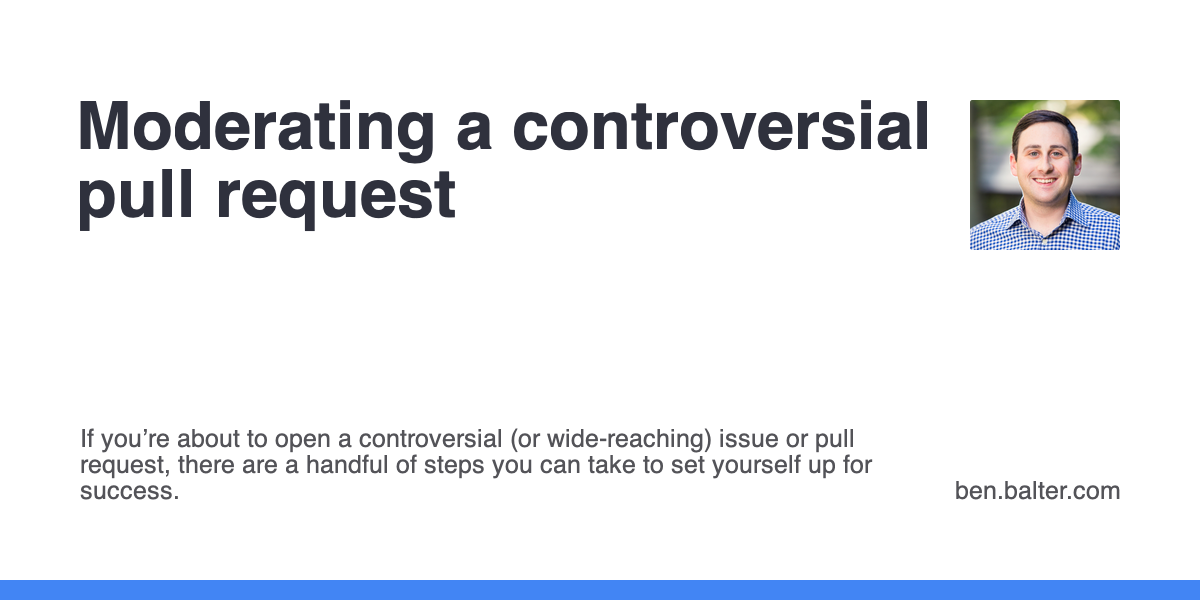 Moderating a controversial
pull request
If you’re about to open a controversial (or wide-reaching) issue or pull
request, there are a handful of steps you can take to set yourself up for
success.
ben.balter.com